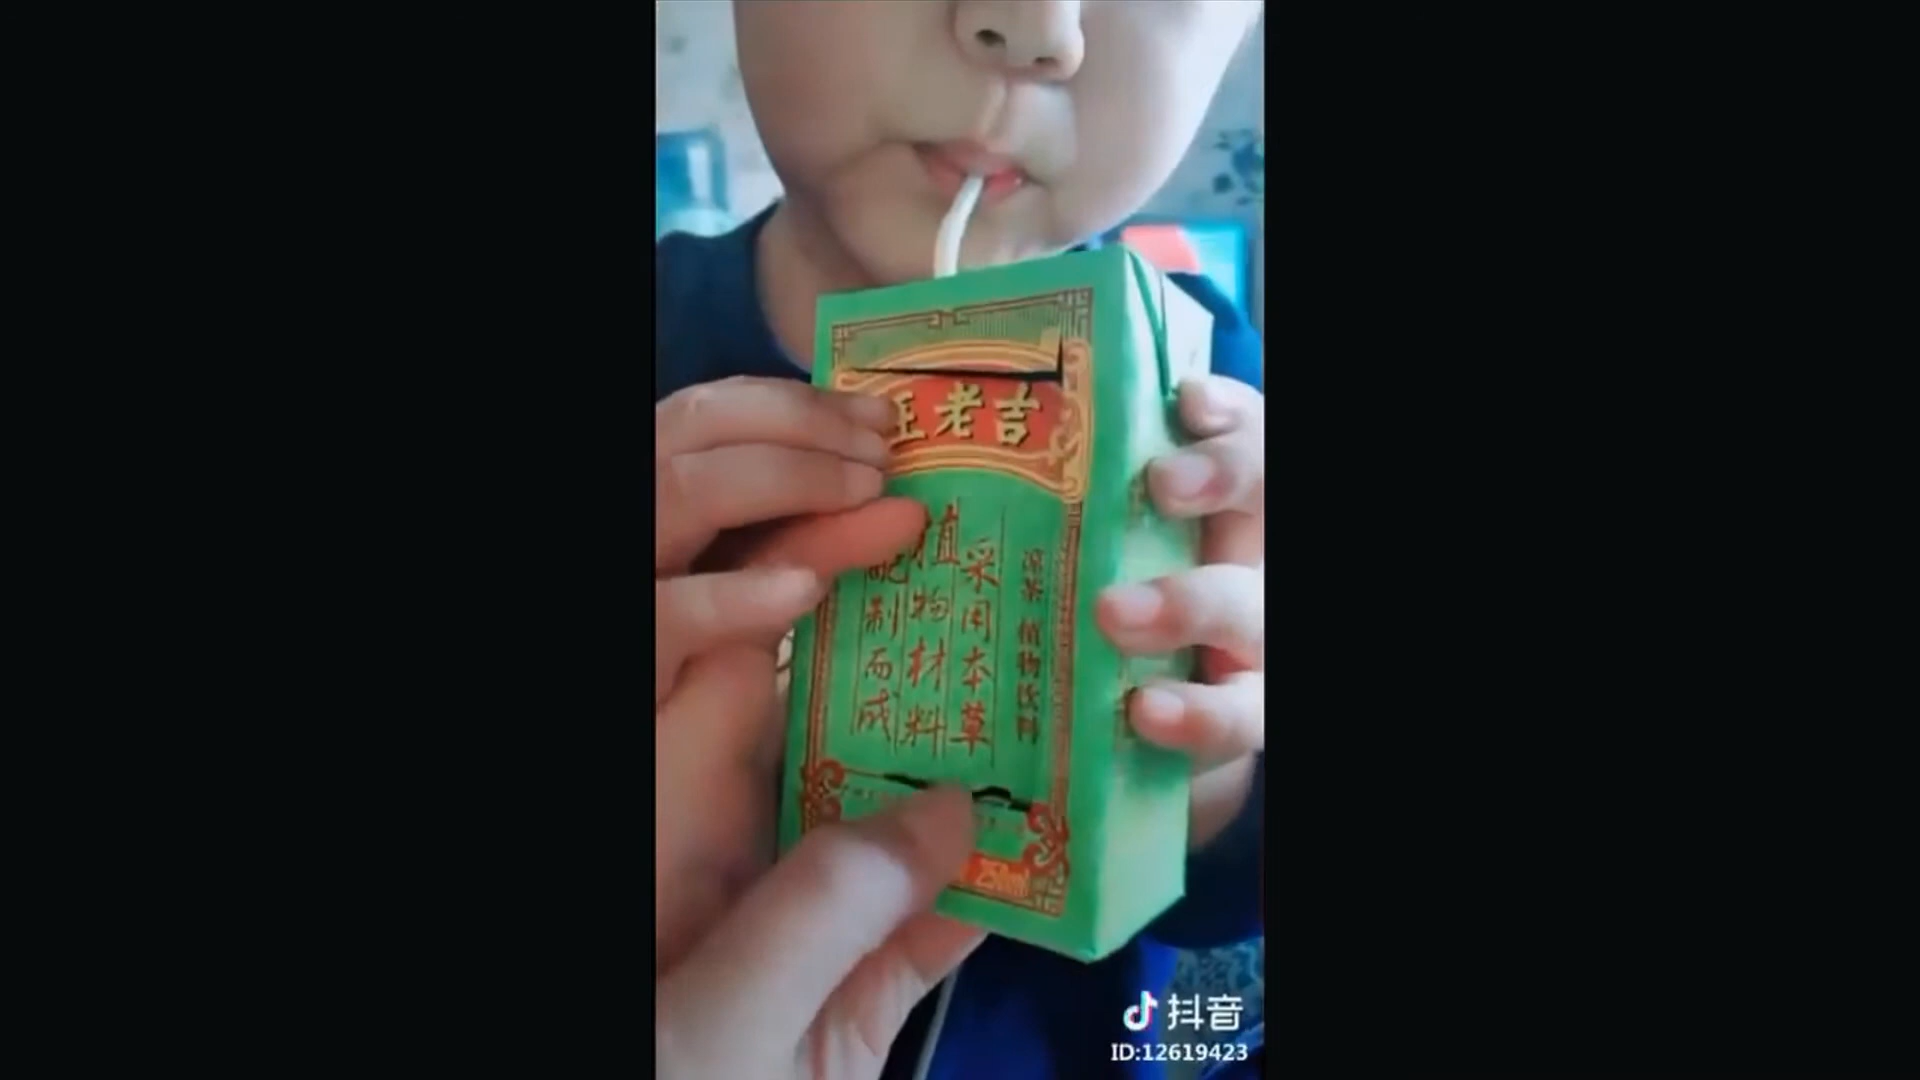 王老吉
凉茶 植物饮料
采用本草
植物材料
配制而成
250ml
抖音
ID:12619423